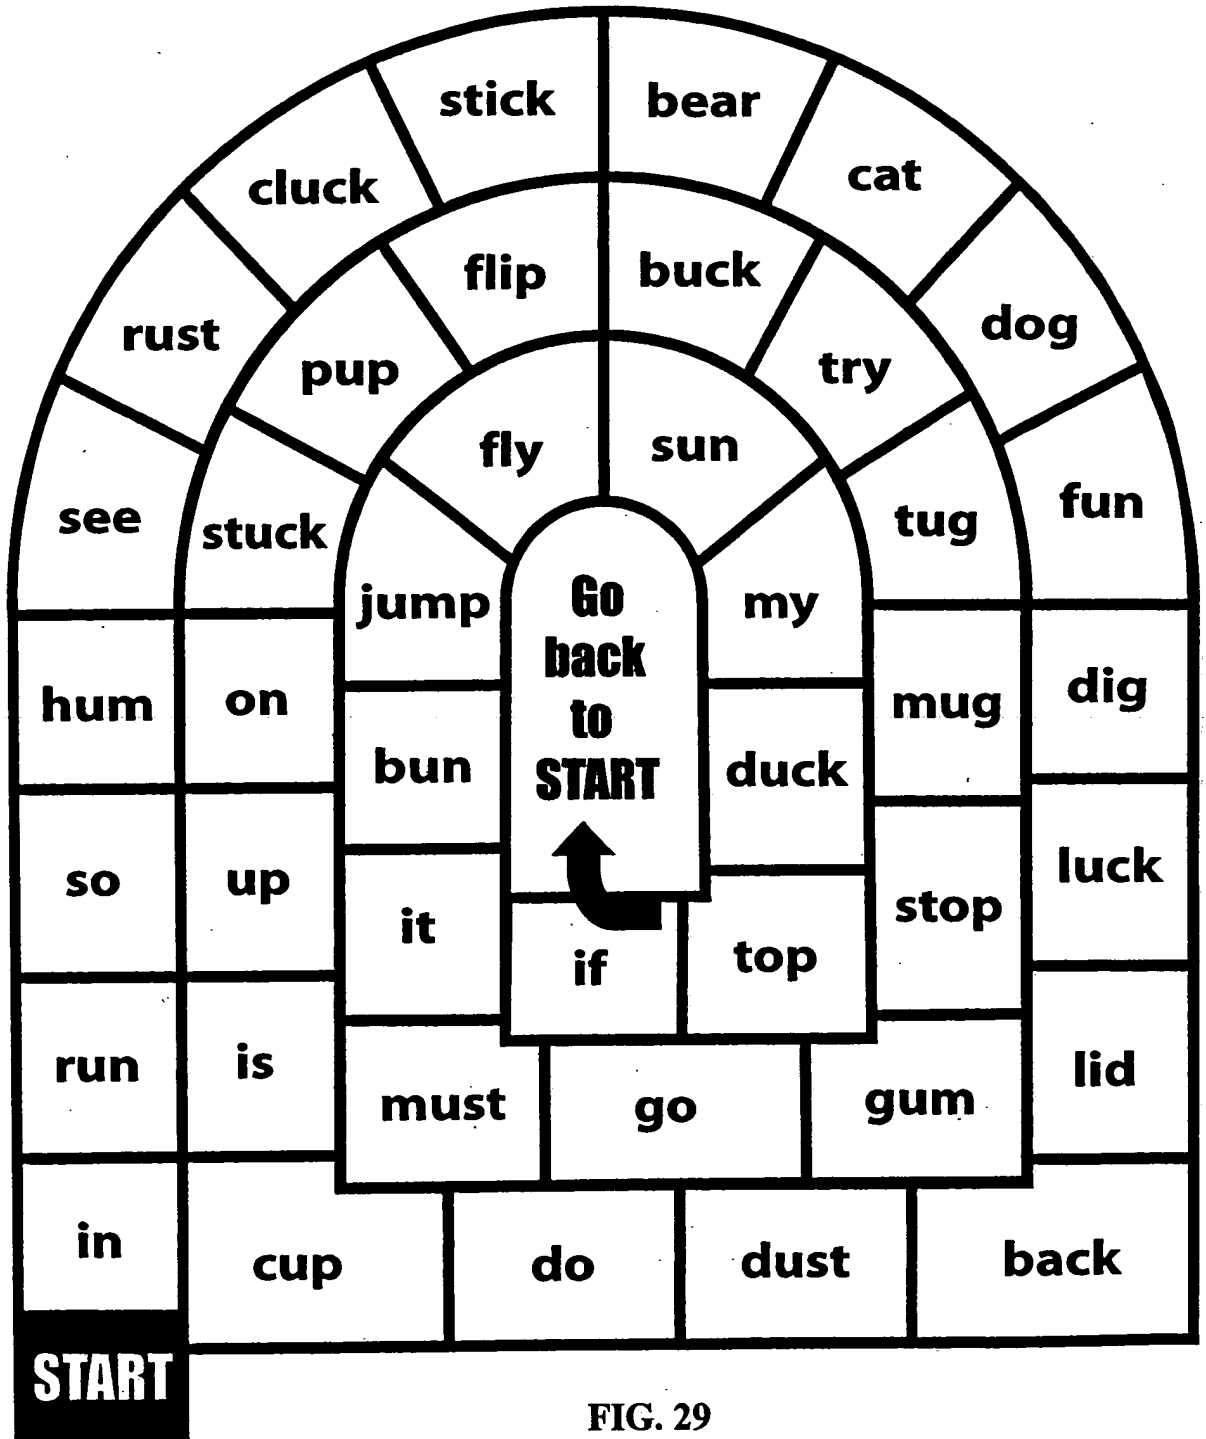 START
in
run
so
hum
see
rust
cluck
stick
bear
cat
dog
fun
dig
luck
lid
back
dust
do
cup
is
up
on
stuck
pup
flip
buck
try
tug
mug
stop
gum
go
must
it
bun
jump
fly
sun
my
duck
top
if
Go
back
to
START
FIG. 29